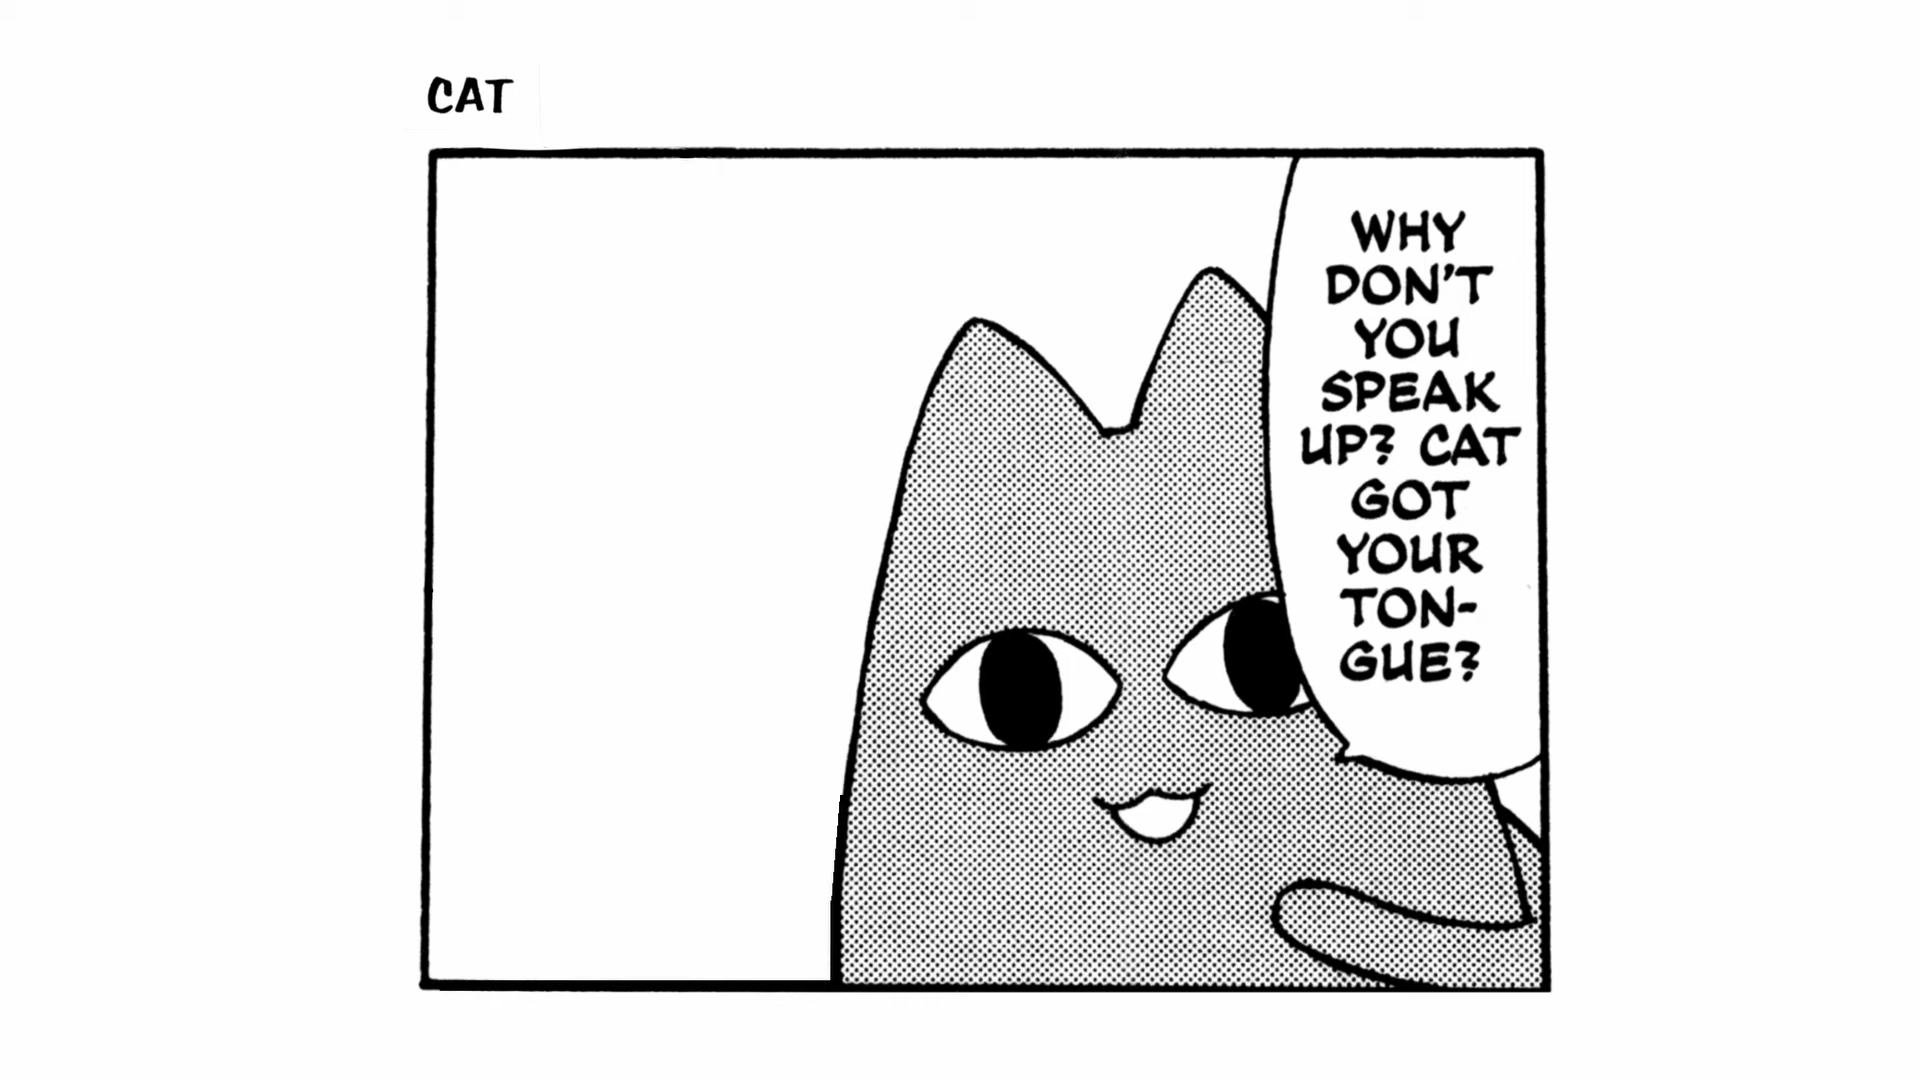 CAT
WHY
DON'T
YOU
SPEAK
UP? CAT
GOT
YOUR
TON-
GUE?